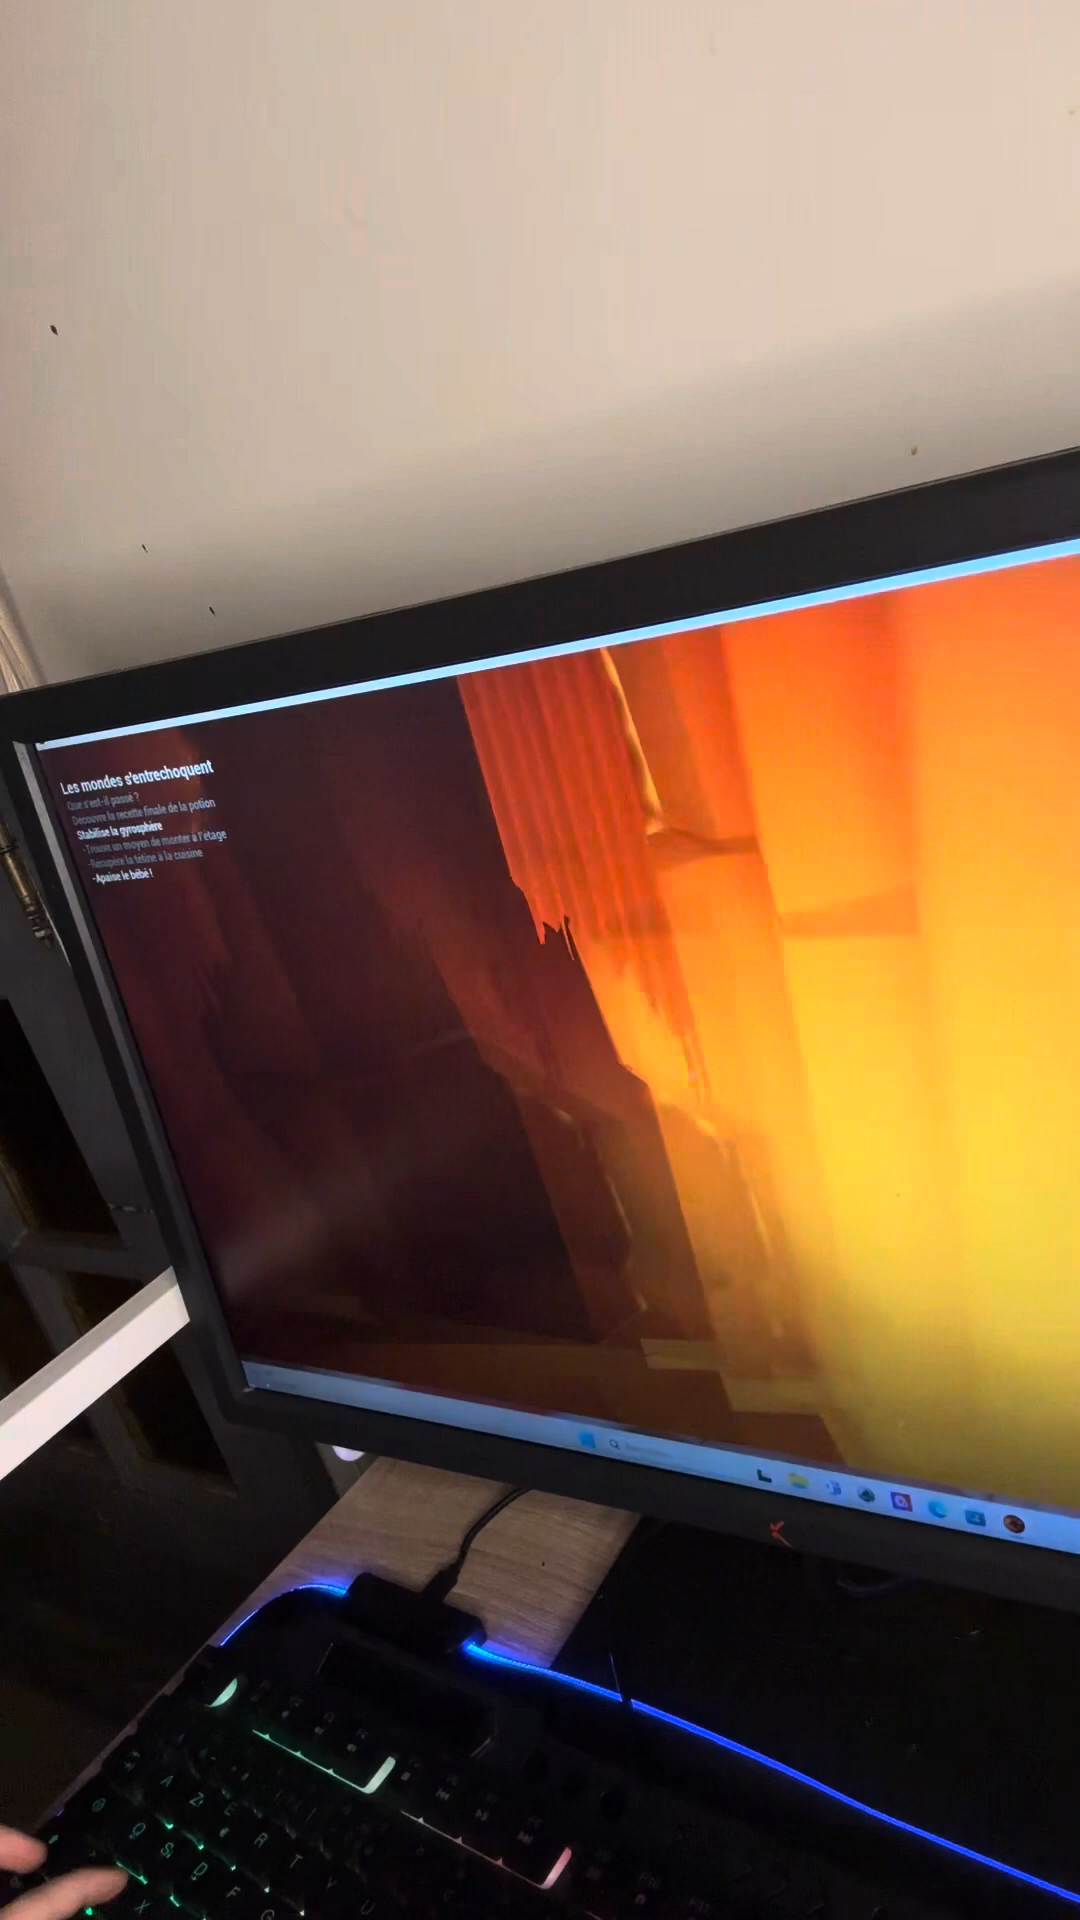 Les mondes s'entrechoquent
Que s'est-il passé ?
Découvre la recette finale de la potion
Stabilise la gyrosphère
-Trouve un moyen de monter à l'étage
-Récupère la tétine à la cuisine
-Apaise le bébé !
A Z E R T Y U
Q S D F G
X